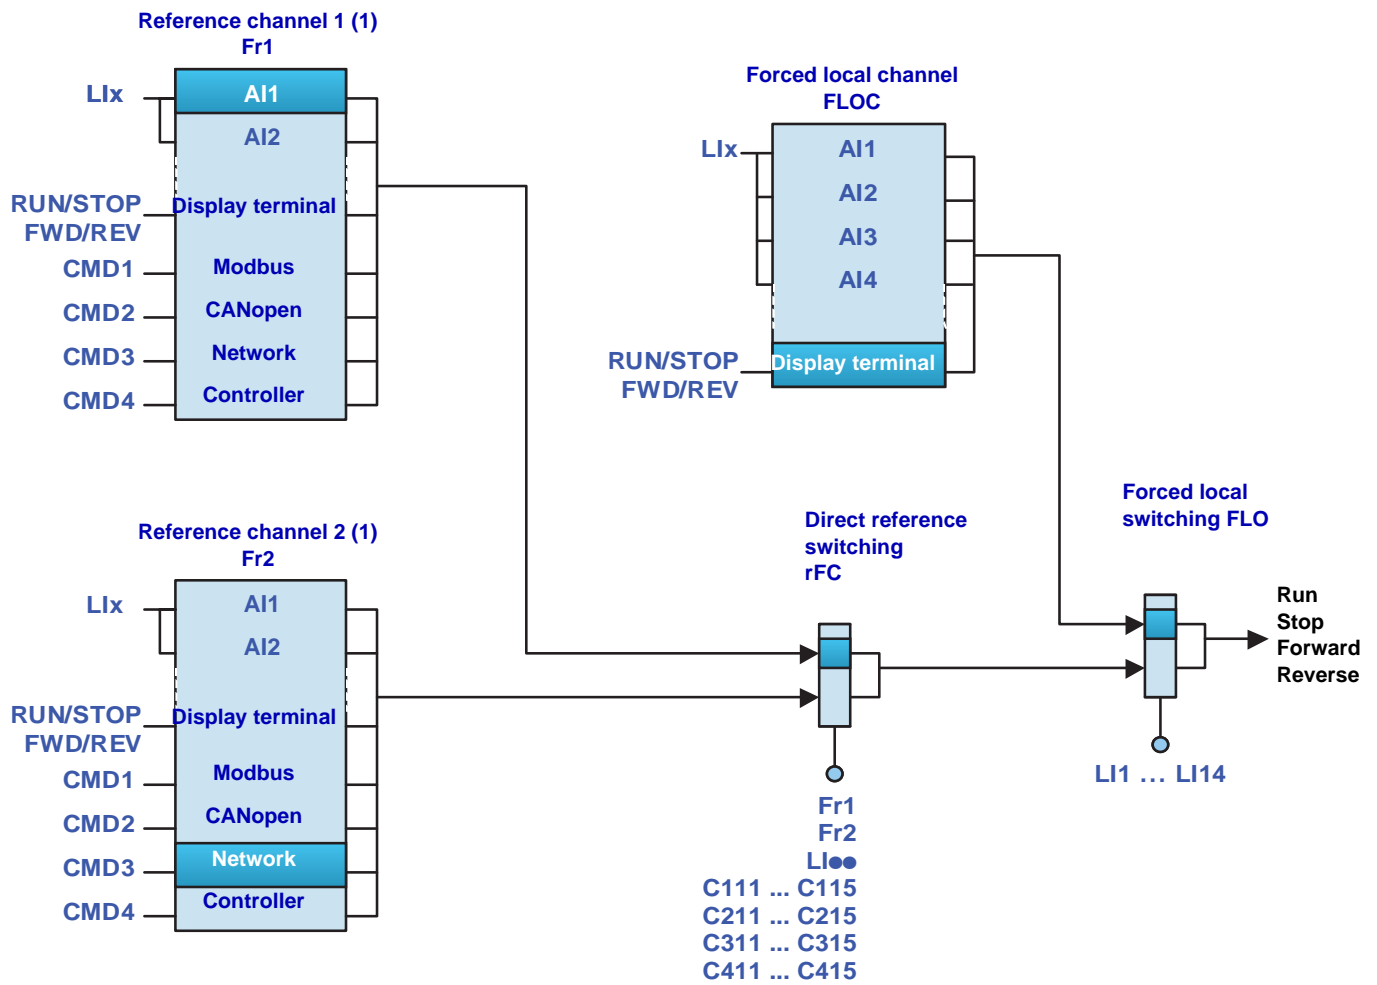 Reference channel 1 (1)
Fr1
LIx
AI1
AI2
RUN/STOP
FWD/REV
Display terminal
CMD1
Modbus
CMD2
CANopen
CMD3
Network
CMD4
Controller
Forced local channel
FLOC
LIx
AI1
AI2
AI3
AI4
RUN/STOP
FWD/REV
Display terminal
Reference channel 2 (1)
Fr2
LIx
AI1
AI2
RUN/STOP
FWD/REV
Display terminal
CMD1
Modbus
CMD2
CANopen
CMD3
Network
CMD4
Controller
Direct reference
switching
rFC
Fr1
Fr2
LI●●
C111 ... C115
C211 ... C215
C311 ... C315
C411 ... C415
Forced local
switching FLO
LI1 ... LI14
Run
Stop
Forward
Reverse